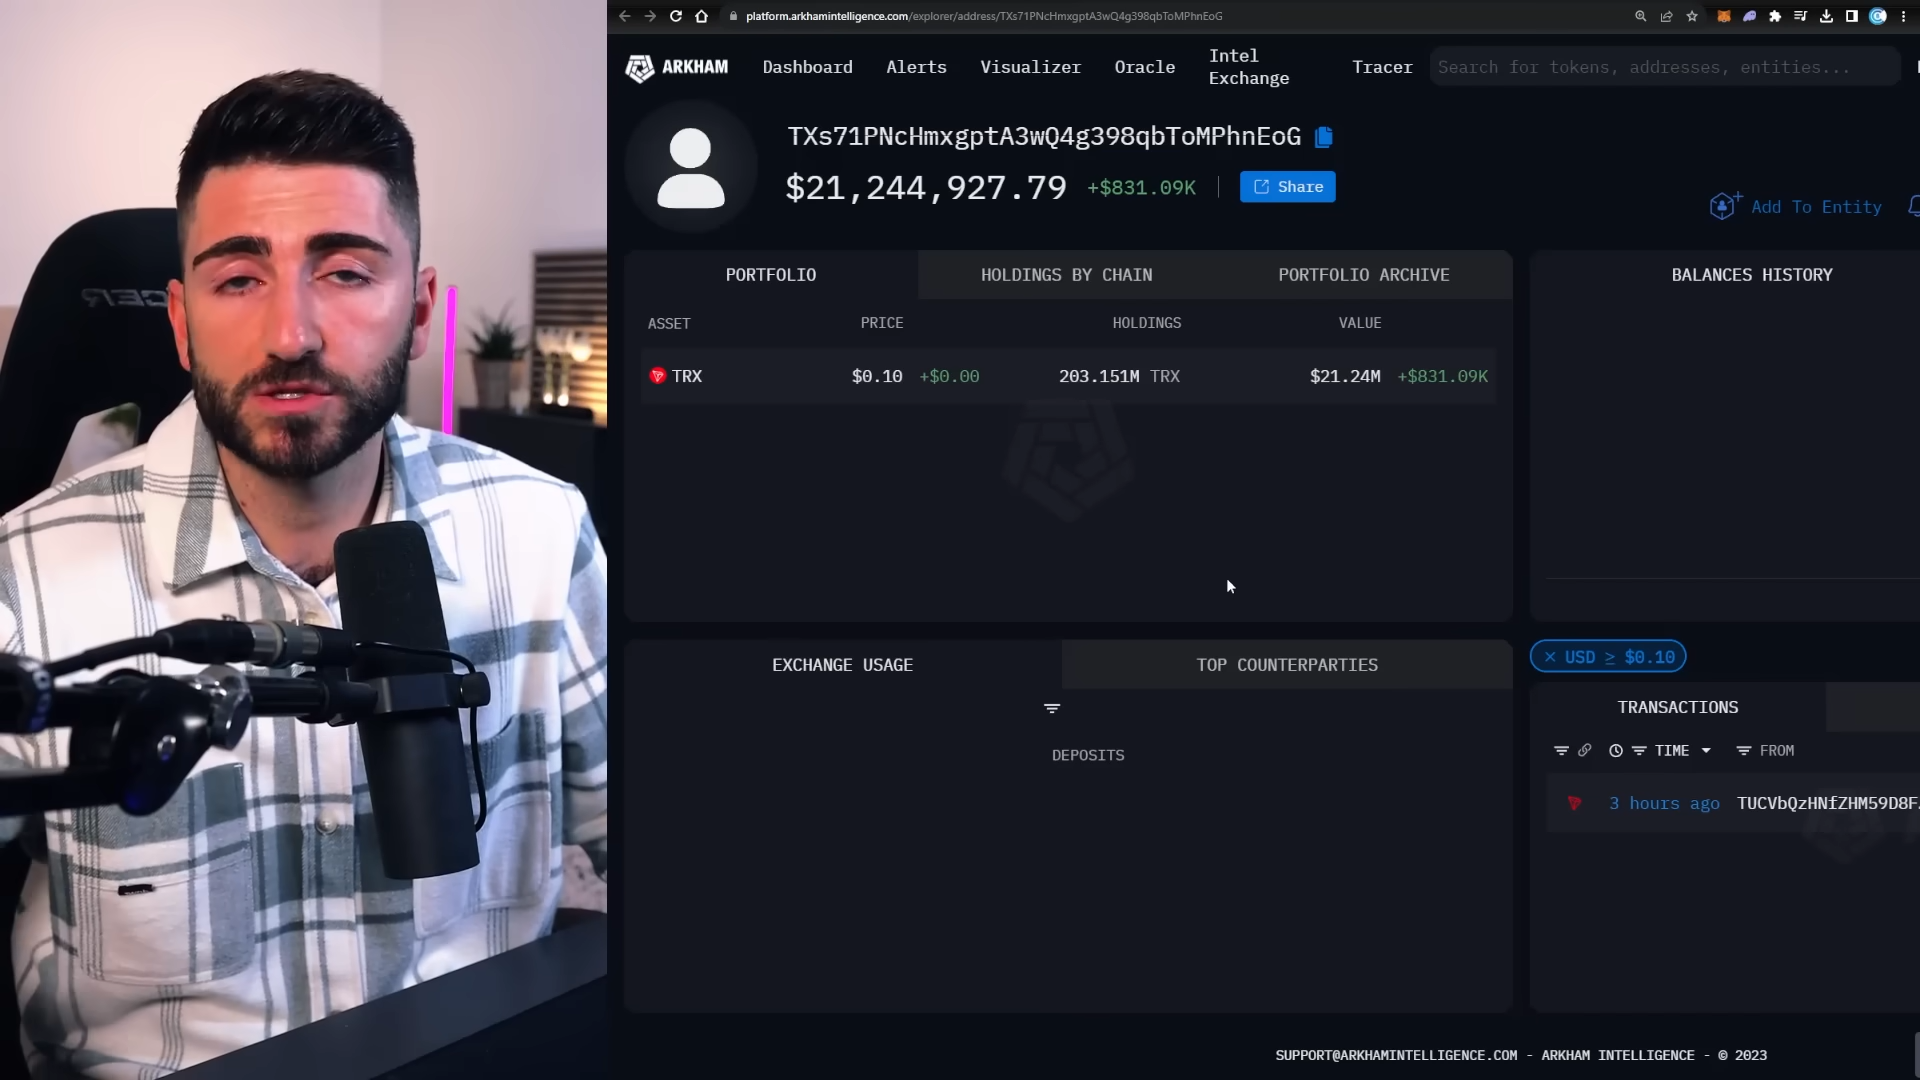 platform.arkhamintelligence.com/explorer/address/TXs71PNcHmxgptA3wQ4g398qbToMPhnEoG
ARKHAM
Dashboard
Alerts
Visualizer
Oracle
Intel
Exchange
Tracer
Search for tokens, addresses, entities...
TXs71PNcHmxgptA3wQ4g398qbToMPhnEoG
$21,244,927.79 +$831.09K
Share
Add To Entity
PORTFOLIO
HOLDINGS BY CHAIN
PORTFOLIO ARCHIVE
BALANCES HISTORY
ASSET PRICE HOLDINGS VALUE
TRX $0.10 +$0.00 203.151M TRX $21.24M +$831.09K
EXCHANGE USAGE
TOP COUNTERPARTIES
DEPOSITS
× USD ≥ $0.10
TRANSACTIONS
TIME FROM
3 hours ago TUCVbQzHNfZHM59D8F
SUPPORT@ARKHAMINTELLIGENCE.COM - ARKHAM INTELLIGENCE - © 2023